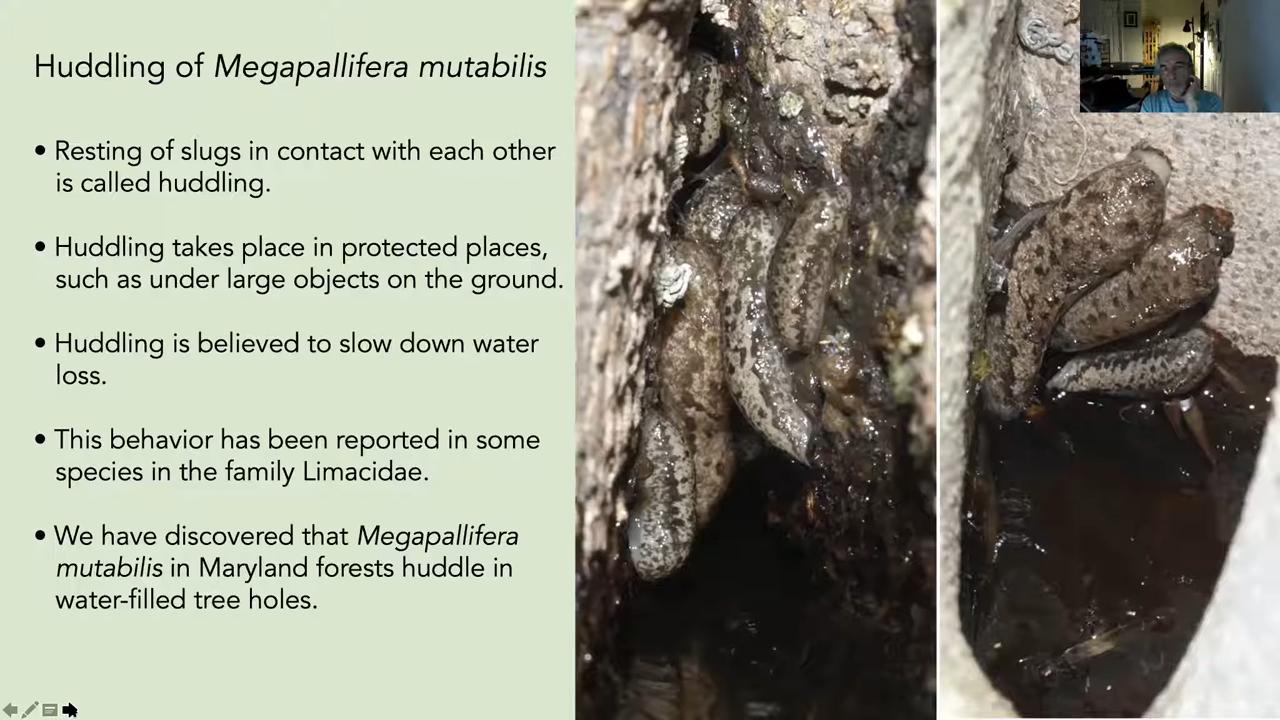 Huddling of Megapallifera mutabilis
• Resting of slugs in contact with each other
is called huddling.
• Huddling takes place in protected places,
such as under large objects on the ground.
• Huddling is believed to slow down water
loss.
• This behavior has been reported in some
species in the family Limacidae.
• We have discovered that Megapallifera
mutabilis in Maryland forests huddle in
water-filled tree holes.